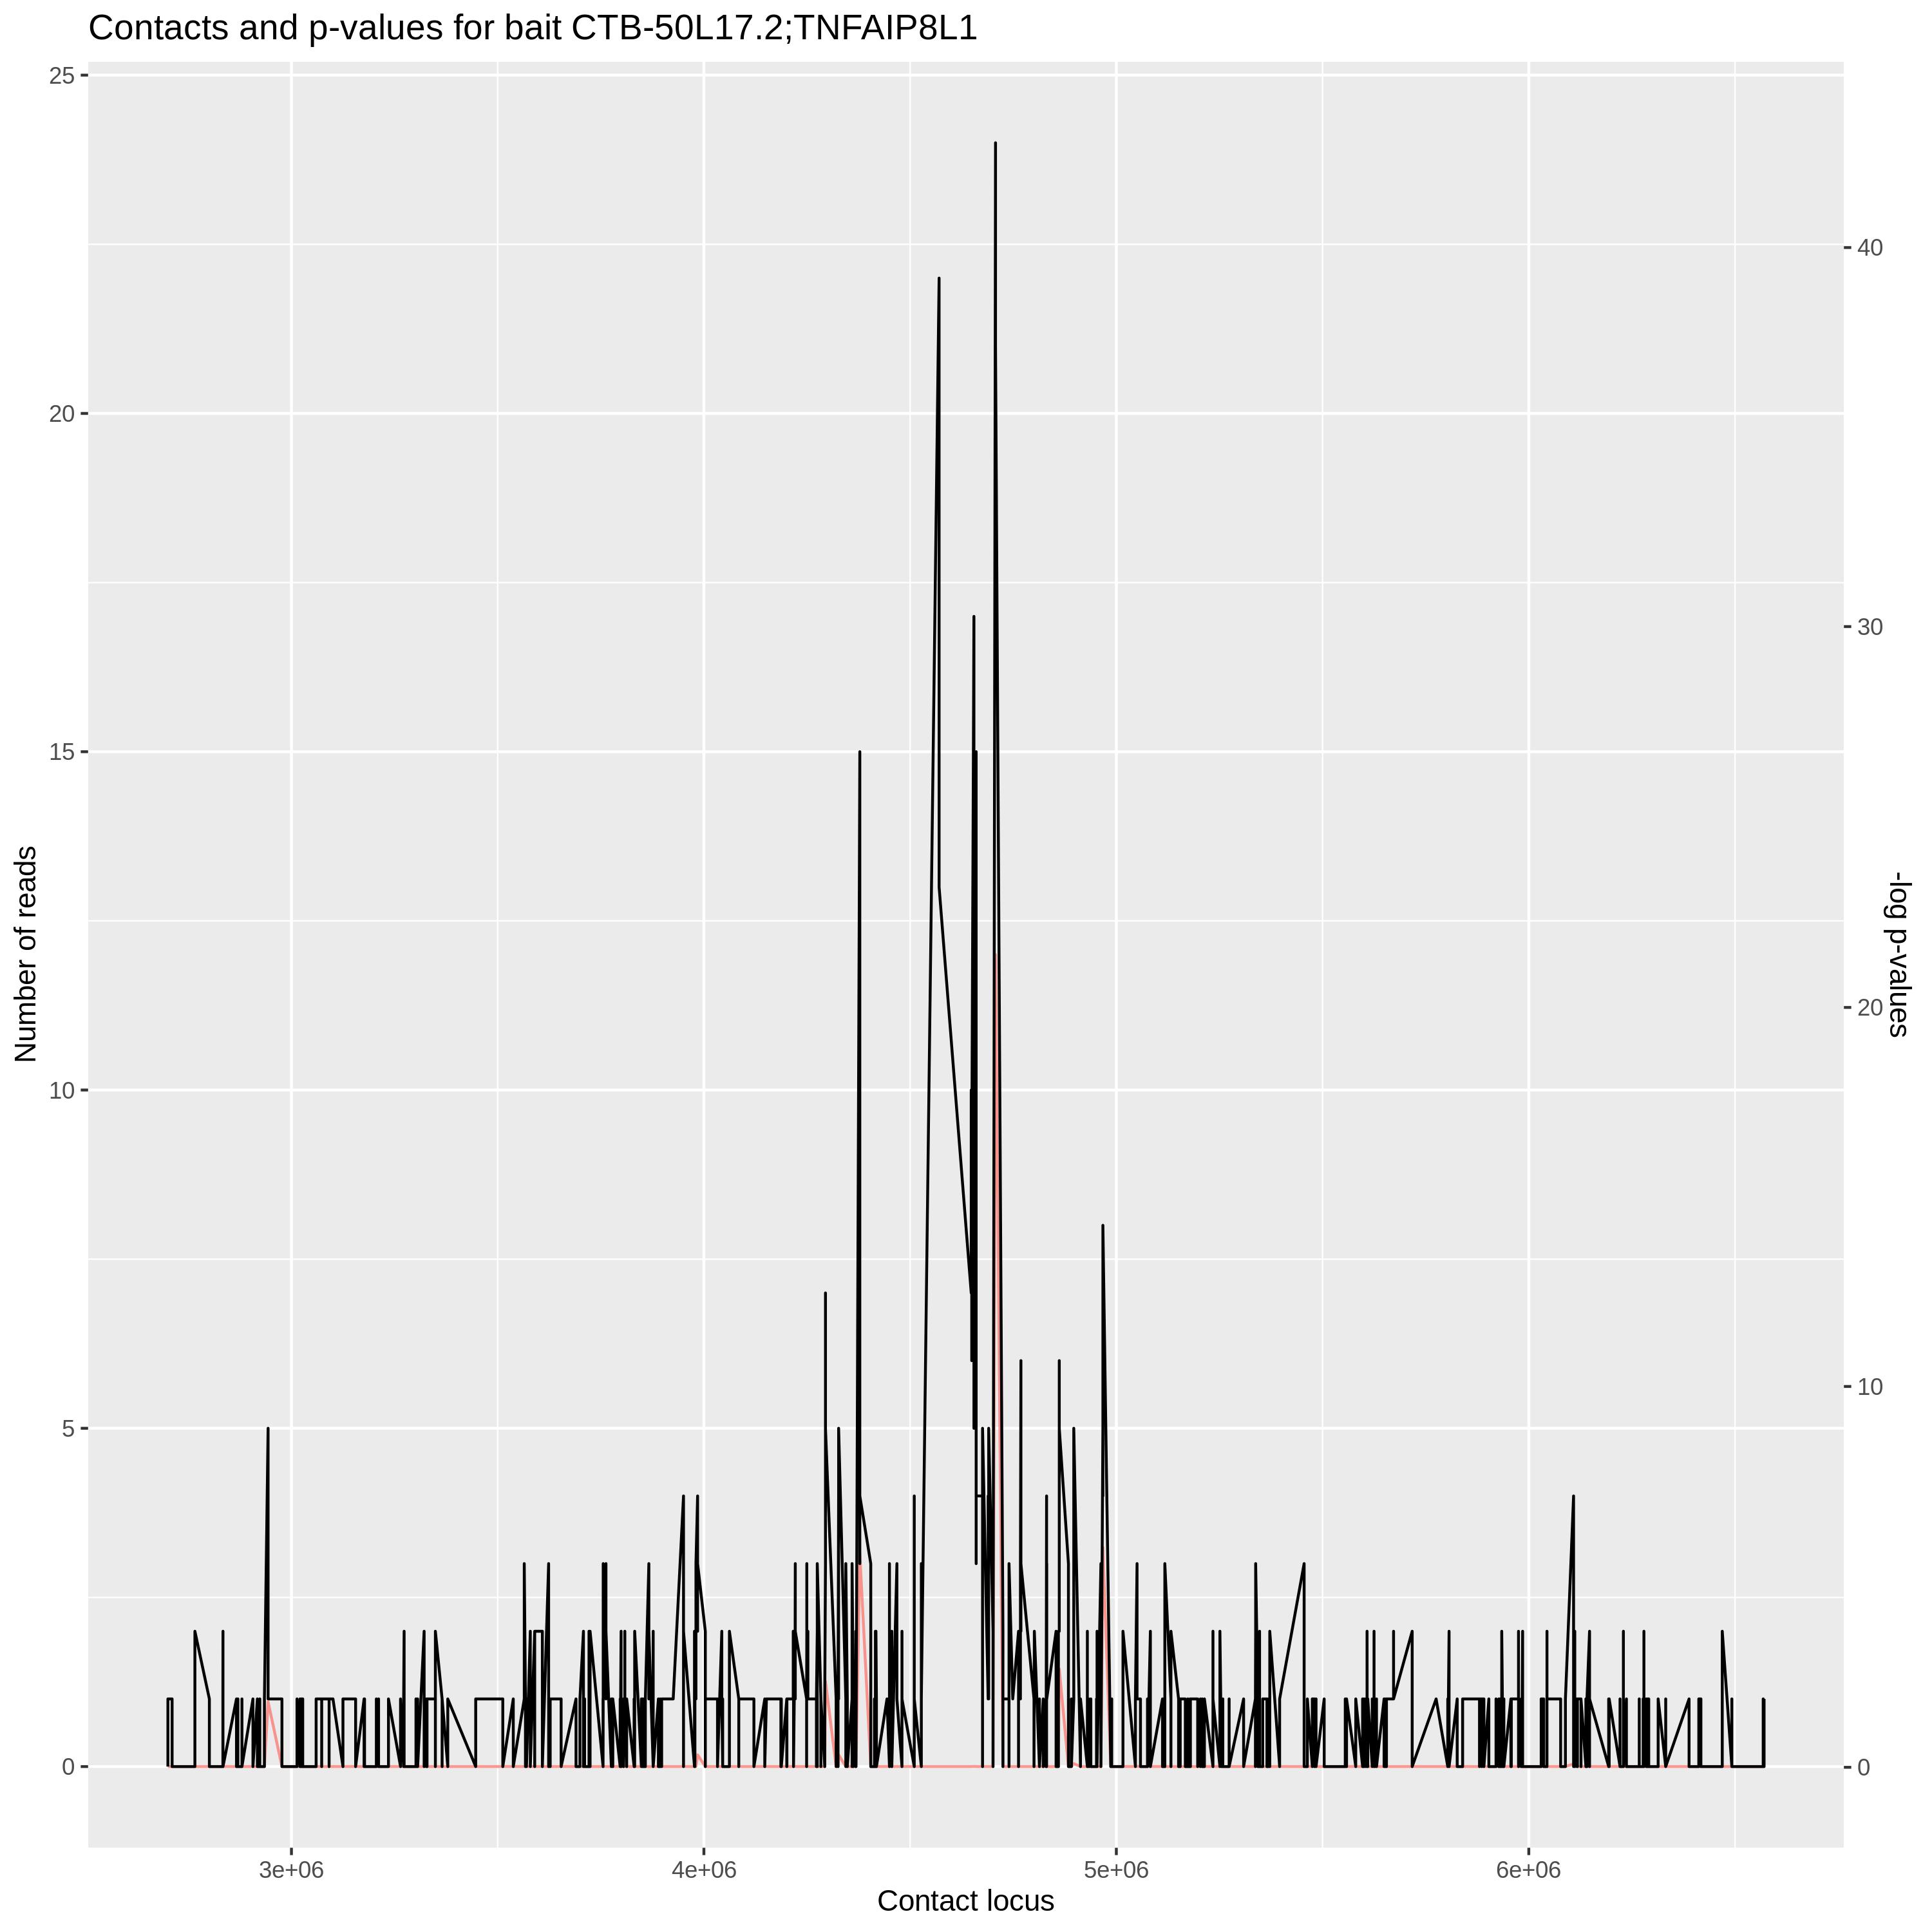 Contacts and p-values for bait CTB-50L17.2;TNFAIP8L1
25
20
15
10
5
0
Number of reads
40
30
20
10
0
-log p-values
3e+06
4e+06
5e+06
6e+06
Contact locus